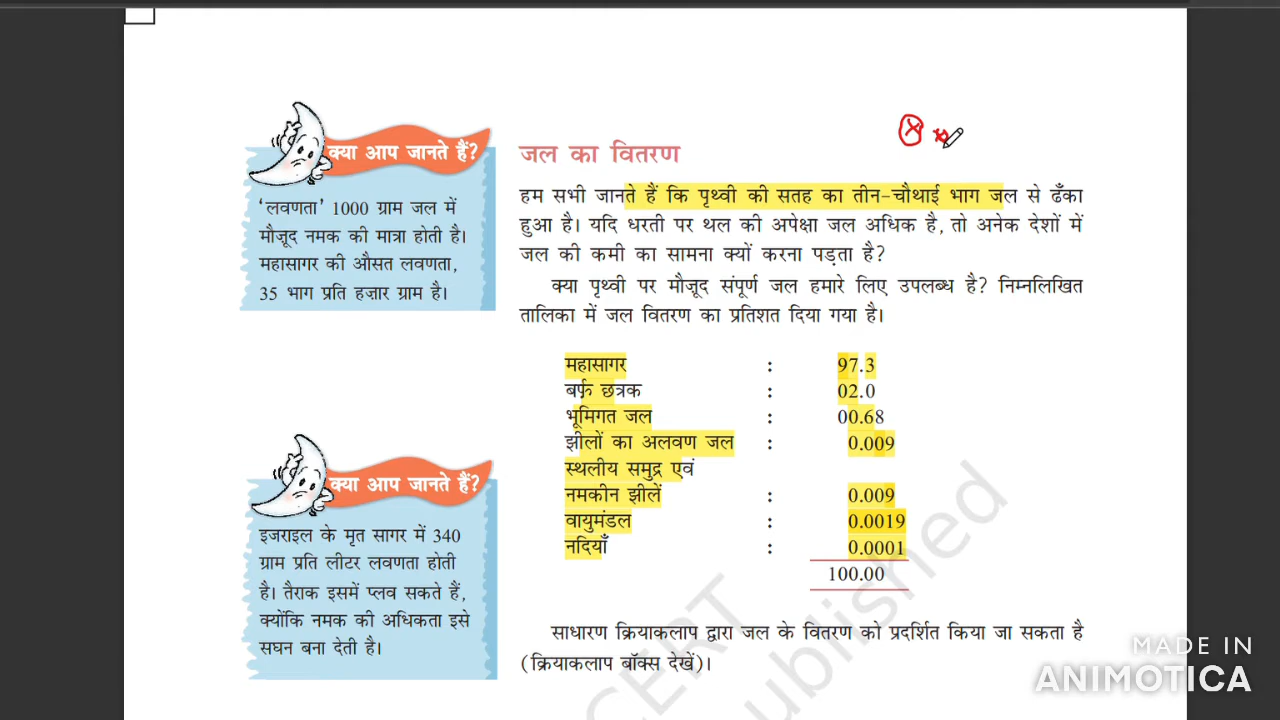 क्या आप जानते हैं?
'लवणता' 1000 ग्राम जल में
मौजूद नमक की मात्रा होती है।
महासागर की औसत लवणता,
35 भाग प्रति हज़ार ग्राम है।
जल का वितरण
हम सभी जानते हैं कि पृथ्वी की सतह का तीन-चौथाई भाग जल से ढँका
हुआ है। यदि धरती पर थल की अपेक्षा जल अधिक है, तो अनेक देशों में
जल की कमी का सामना क्यों करना पड़ता है?
क्या पृथ्वी पर मौजूद संपूर्ण जल हमारे लिए उपलब्ध है? निम्नलिखित
तालिका में जल वितरण का प्रतिशत दिया गया है।
महासागर : 97.3
बर्फ़ छत्रक : 02.0
भूमिगत जल : 00.68
झीलों का अलवण जल : 0.009
स्थलीय समुद्र एवं
नमकीन झीलें : 0.009
वायुमंडल : 0.0019
नदियाँ : 0.0001
100.00
क्या आप जानते हैं?
इजराइल के मृत सागर में 340
ग्राम प्रति लीटर लवणता होती
है। तैराक इसमें प्लव सकते हैं,
क्योंकि नमक की अधिकता इसे
सघन बना देती है।
साधारण क्रियाकलाप द्वारा जल के वितरण को प्रदर्शित किया जा सकता है
(क्रियाकलाप बॉक्स देखें)।
MADE IN
ANIMOTICA